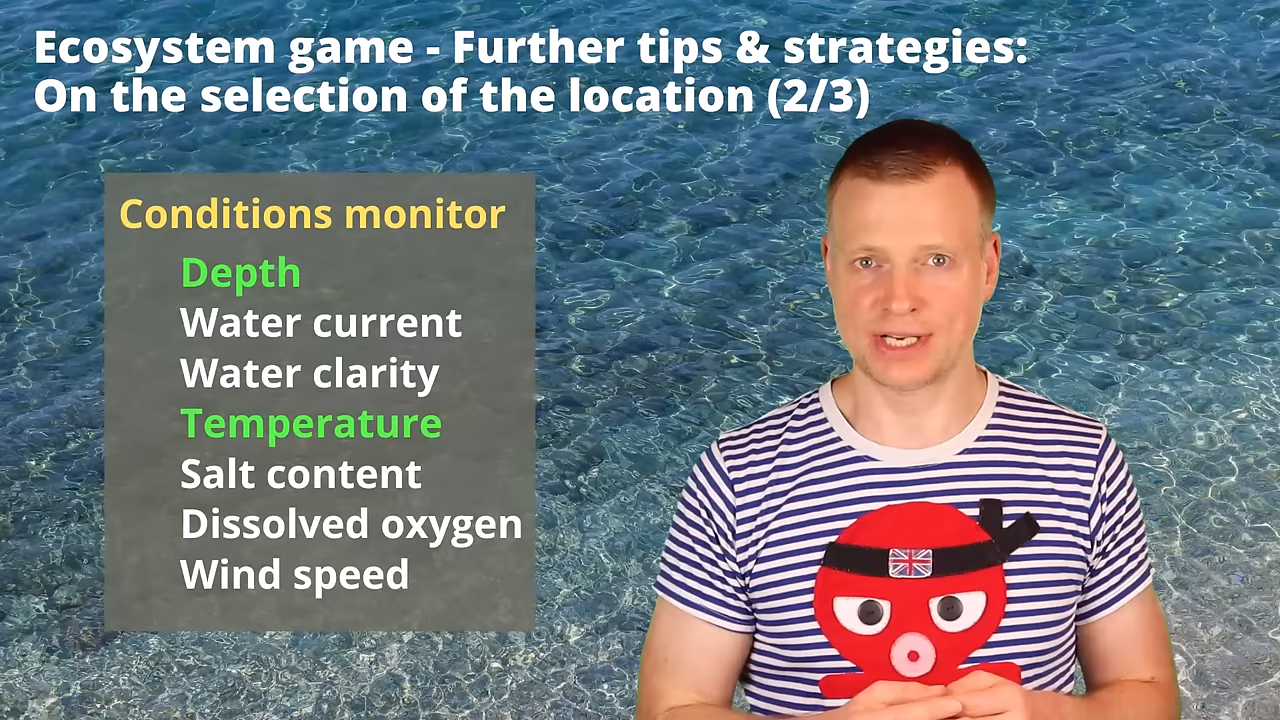 Ecosystem game - Further tips & strategies:
On the selection of the location (2/3)
Conditions monitor
Depth
Water current
Water clarity
Temperature
Salt content
Dissolved oxygen
Wind speed